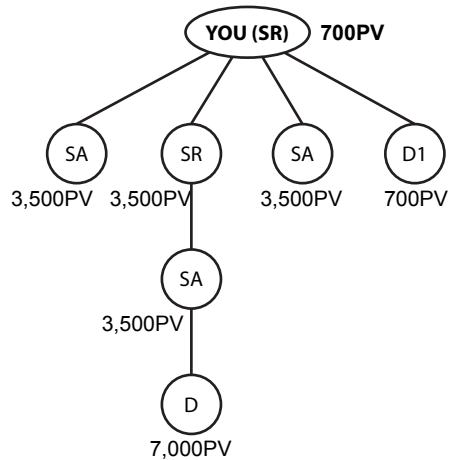 YOU (SR) 700PV
SA SR SA D1
3,500PV 3,500PV 3,500PV 700PV
SA
3,500PV
D
7,000PV